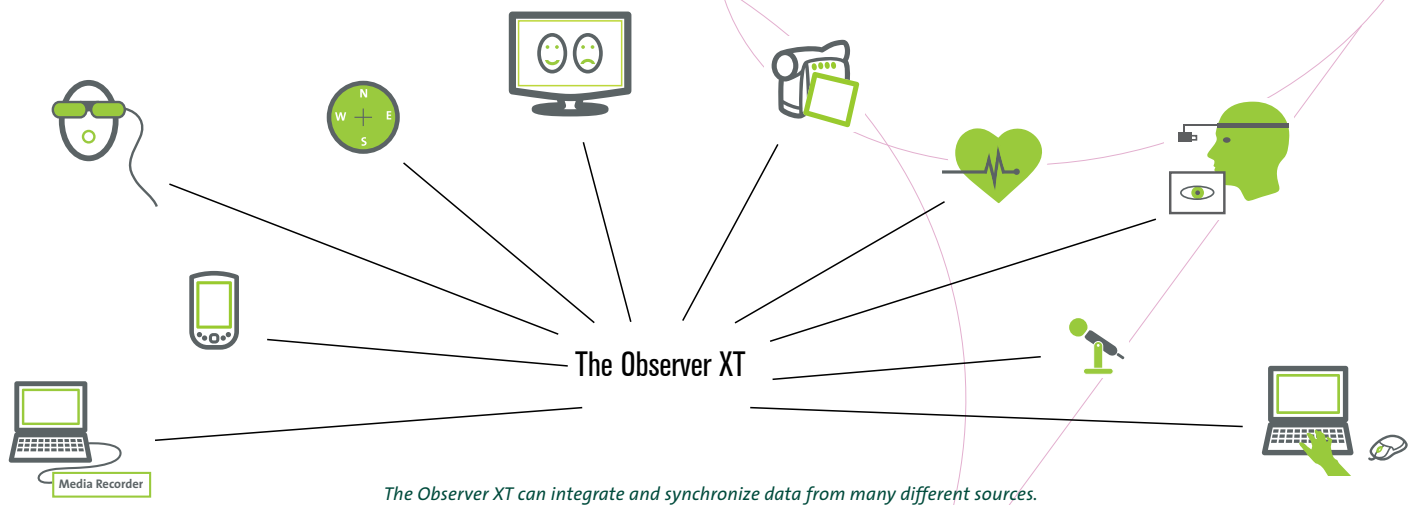 N
W E
S
The Observer XT
Media Recorder
The Observer XT can integrate and synchronize data from many different sources.